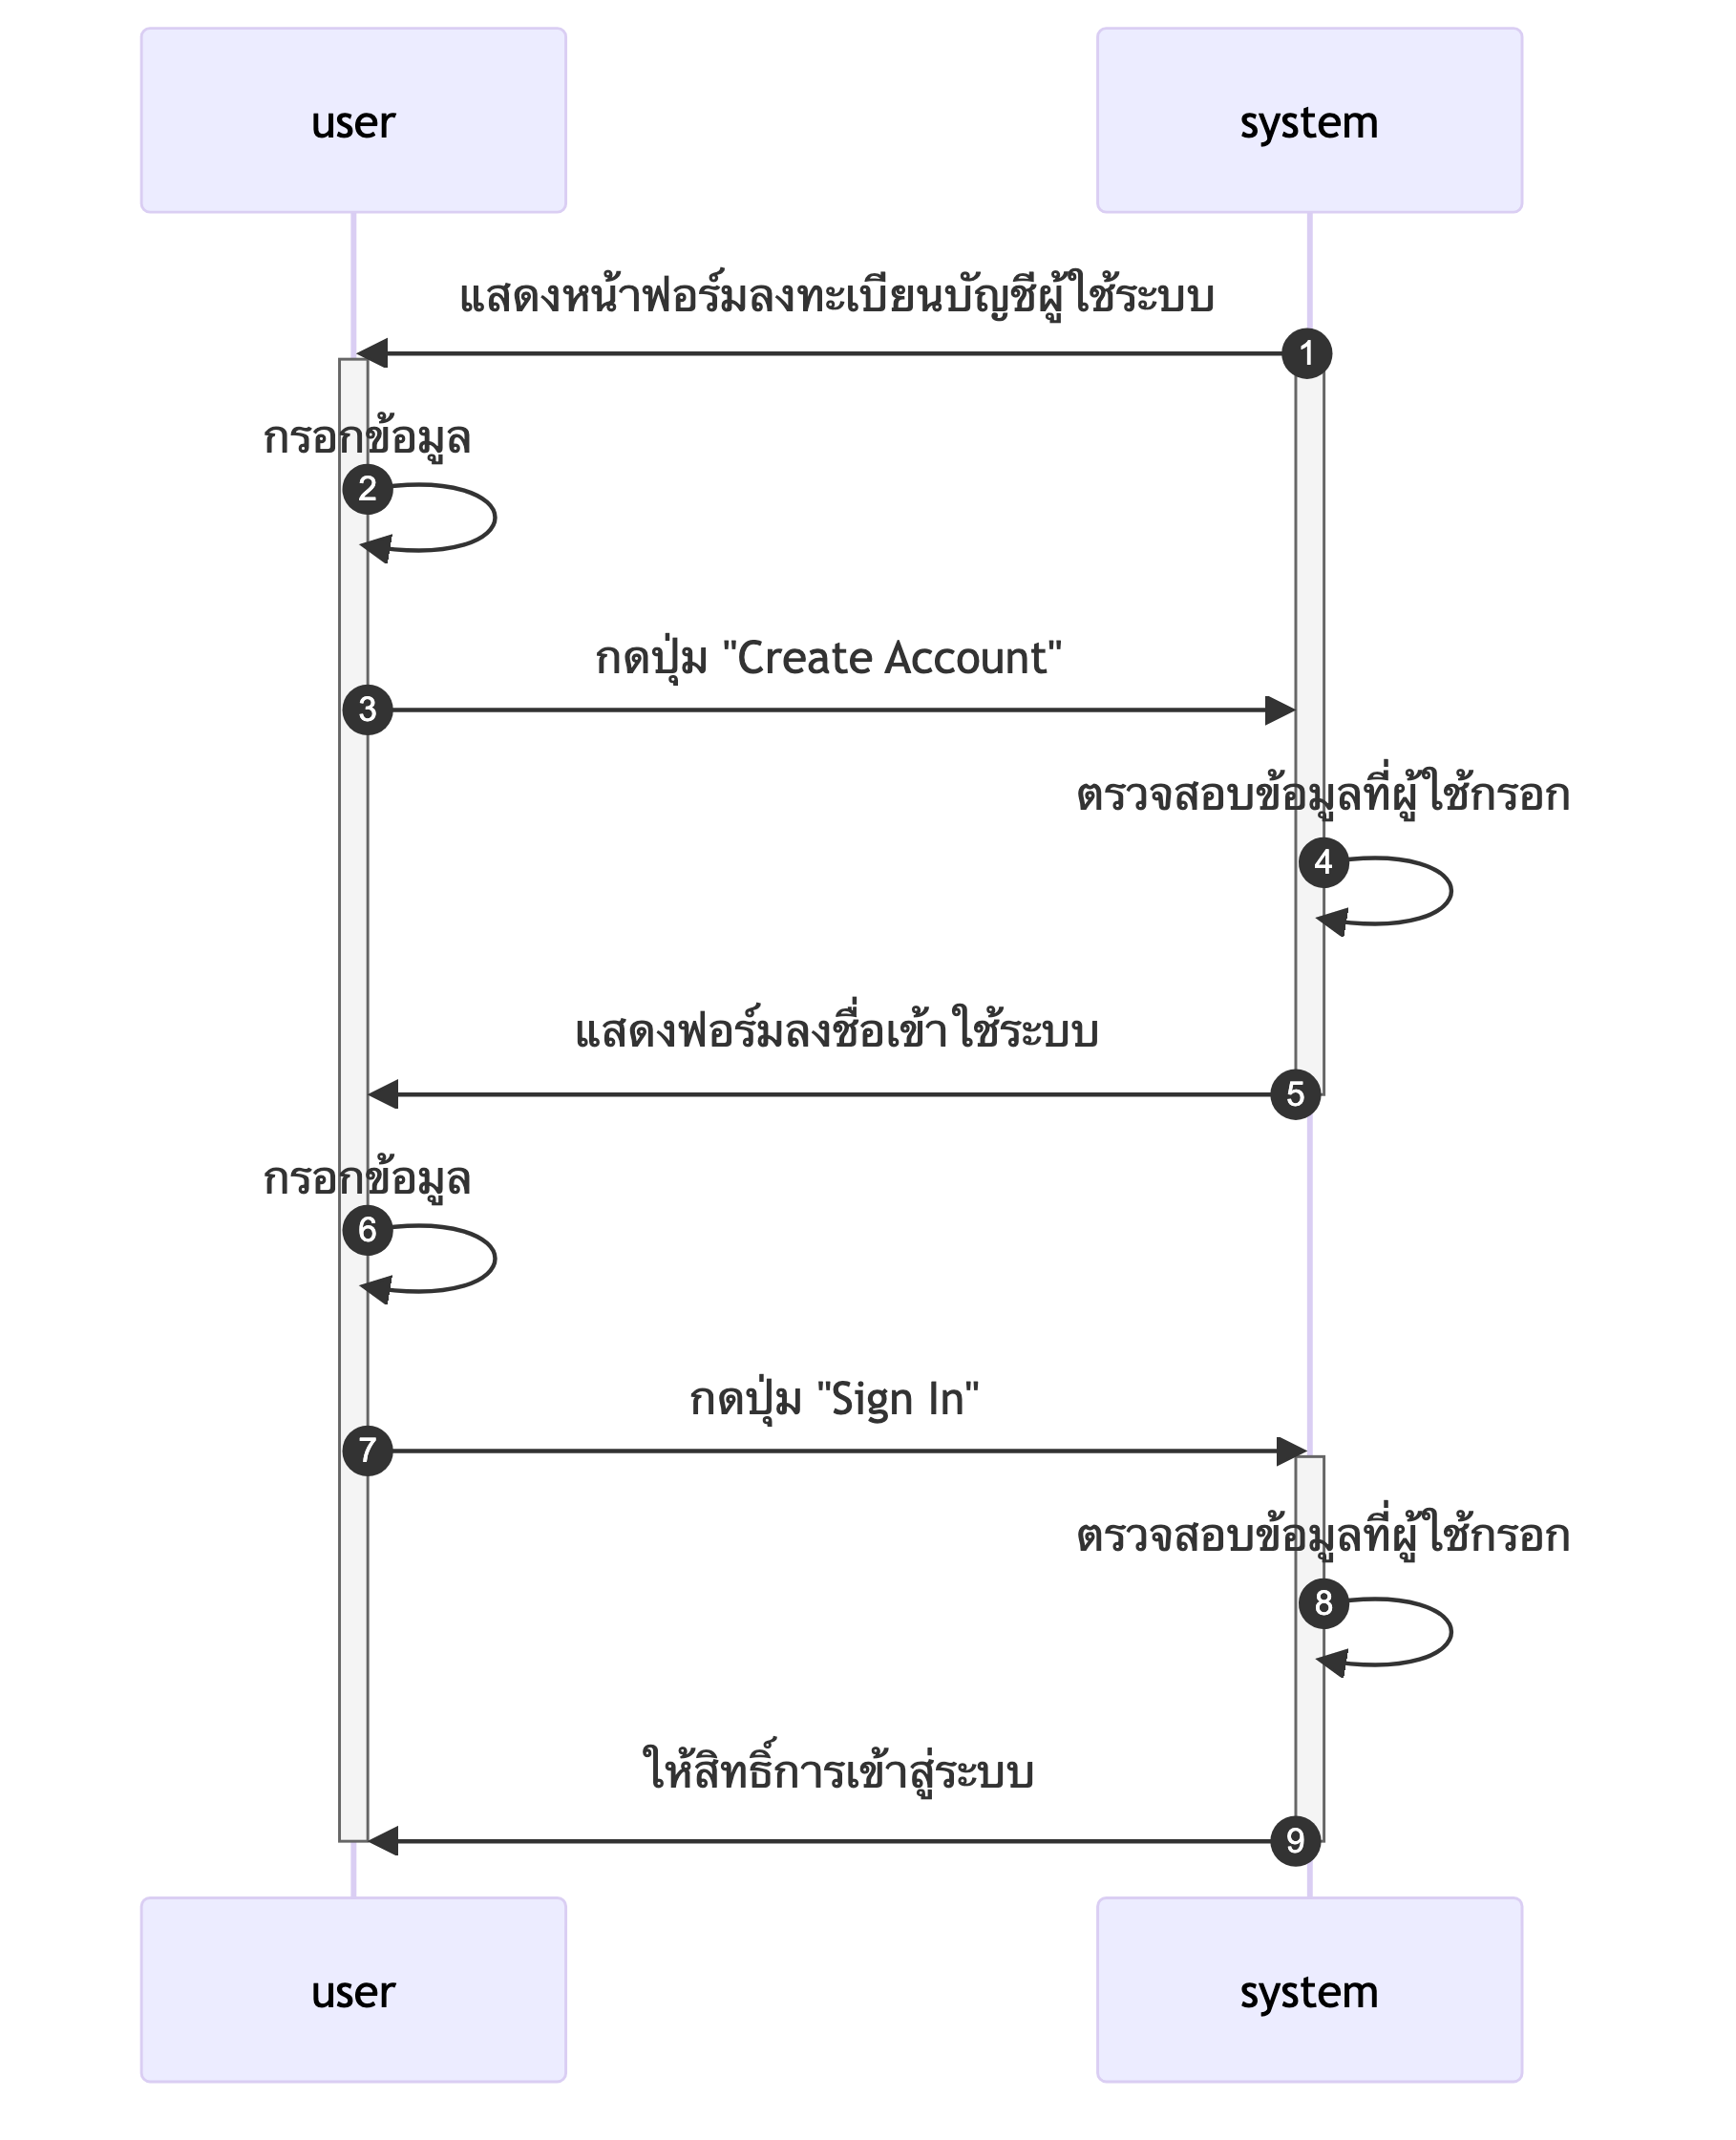 user
system
แสดงหน้าฟอร์มลงทะเบียนบัญชีผู้ใช้ระบบ
1
กรอกข้อมูล
2
กดปุ่ม "Create Account"
3
ตรวจสอบข้อมูลที่ผู้ใช้กรอก
4
แสดงฟอร์มลงชื่อเข้าใช้ระบบ
5
กรอกข้อมูล
6
กดปุ่ม "Sign In"
7
ตรวจสอบข้อมูลที่ผู้ใช้กรอก
8
ให้สิทธิ์การเข้าสู่ระบบ
9
user
system